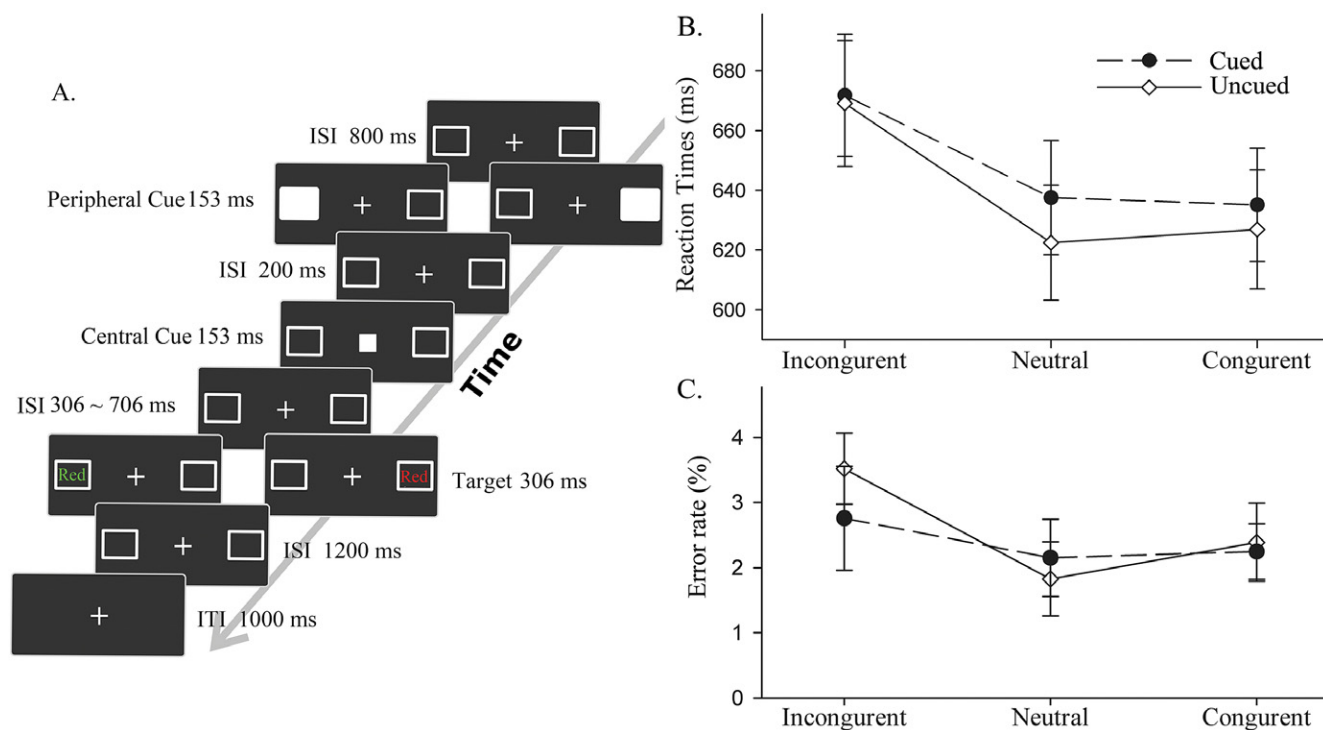 A.
ISI 800 ms
Peripheral Cue 153 ms
ISI 200 ms
Central Cue 153 ms
ISI 306 ~ 706 ms
Red
Red
Target 306 ms
ISI 1200 ms
ITI 1000 ms
Time
B.
Cued
Uncued
Reaction Times (ms)
680
660
640
620
600
Incongurent Neutral Congurent
C.
Error rate (%)
4
3
2
1
0
Incongurent Neutral Congurent